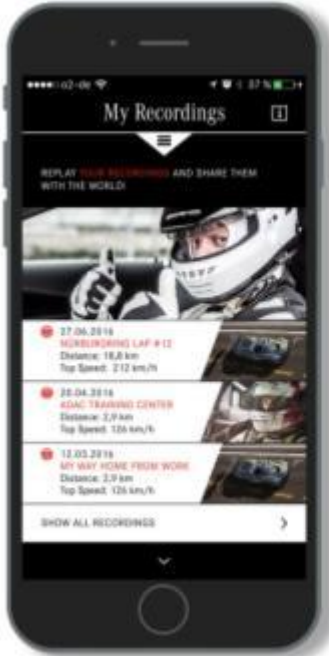 o2-de 37%
My Recordings
REPLAY YOUR RECORDINGS AND SHARE THEM
WITH THE WORLD!
27.06.2016
NÜRBURGRING LAP #12
Distance: 18,8 km
Top Speed: 212 km/h
20.04.2016
ADAC TRAINING CENTER
Distance: 2,9 km
Top Speed: 126 km/h
12.03.2016
MY WAY HOME FROM WORK
Distance: 2,9 km
Top Speed: 126 km/h
SHOW ALL RECORDINGS